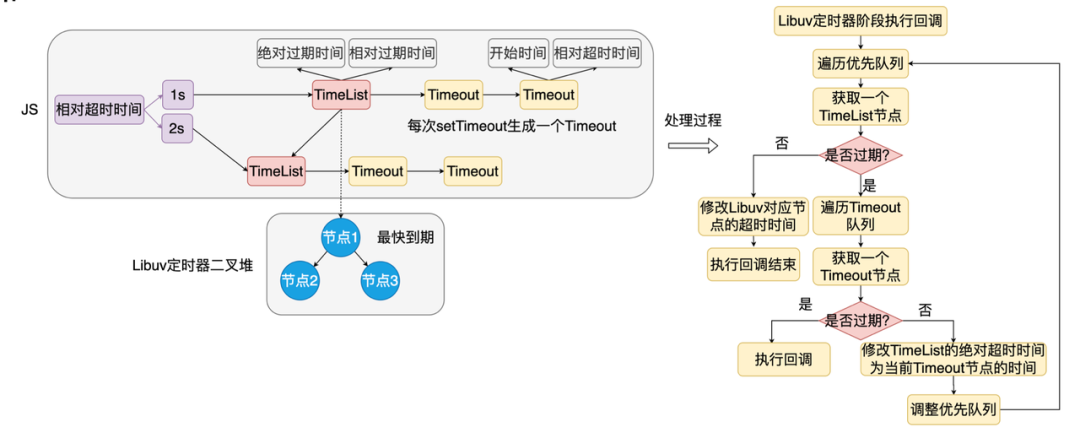 JS
绝对过期时间
相对过期时间
开始时间
相对超时时间
相对超时时间
1s
2s
TimeList
Timeout
Timeout
每次setTimeout生成一个Timeout
TimeList
Timeout
Timeout
Libuv定时器二叉堆
节点1
最快到期
节点2
节点3
处理过程
Libuv定时器阶段执行回调
遍历优先队列
获取一个
TimeList节点
是否过期?
否
是
修改Libuv对应节
点的超时时间
执行回调结束
遍历Timeout
队列
获取一个
Timeout节点
是否过期?
是
否
执行回调
修改TimeList的绝对超时时间
为当前Timeout节点的时间
调整优先队列